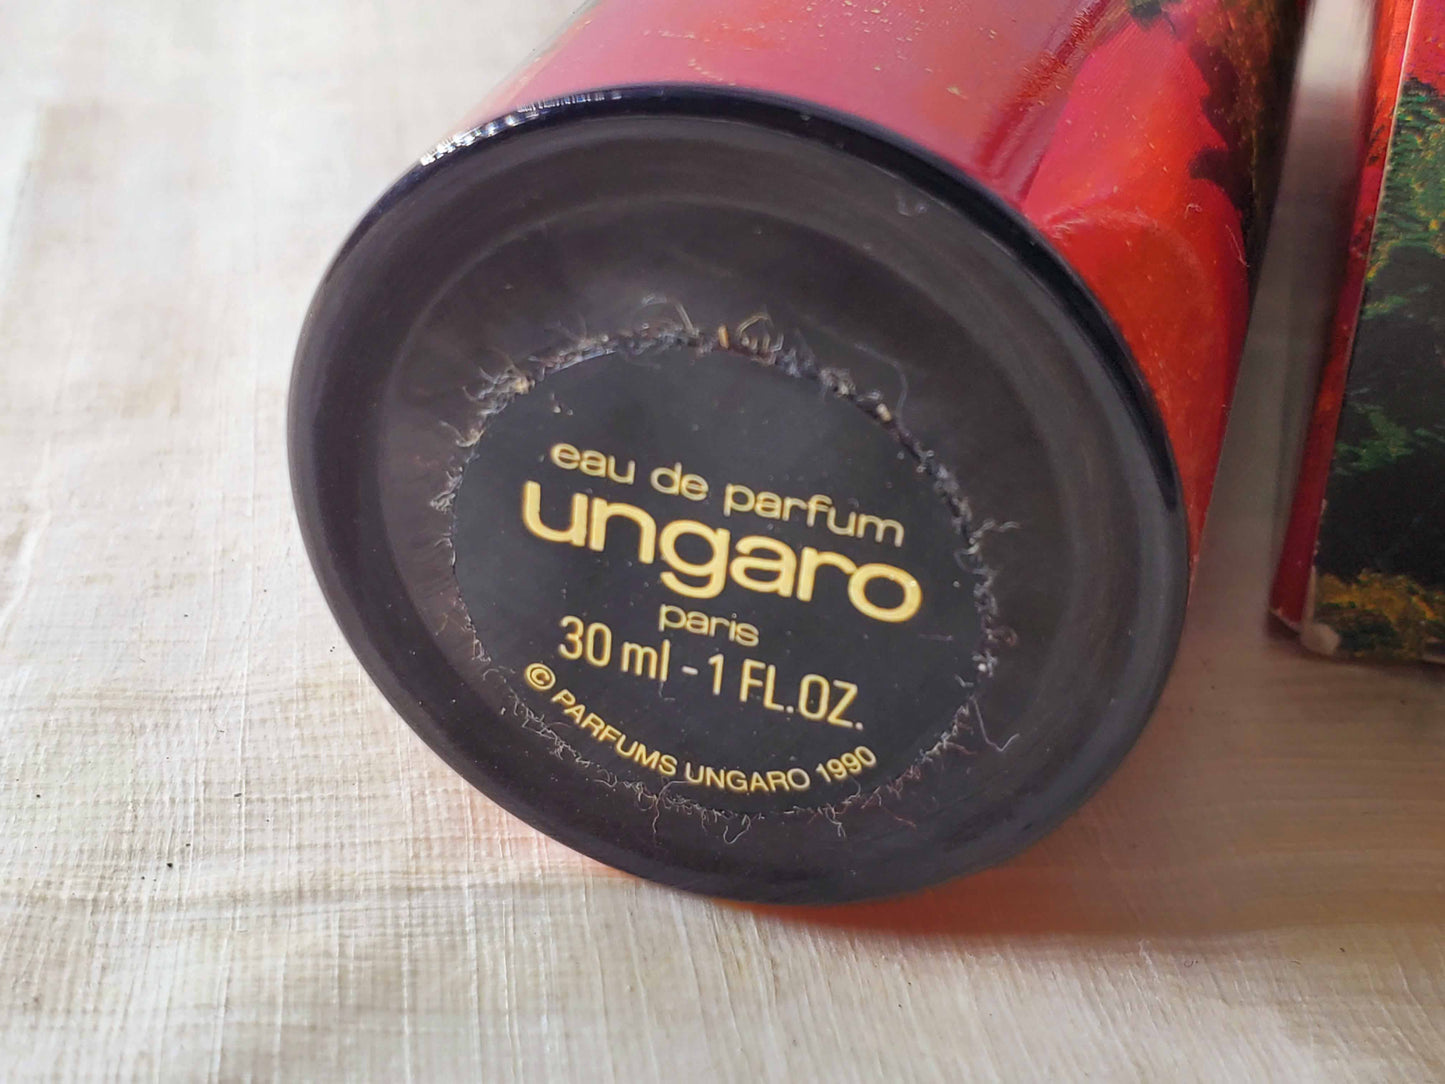 eau de parfum
ungaro
paris
30 ml - 1 FL.OZ.
© PARFUMS UNGARO 1990